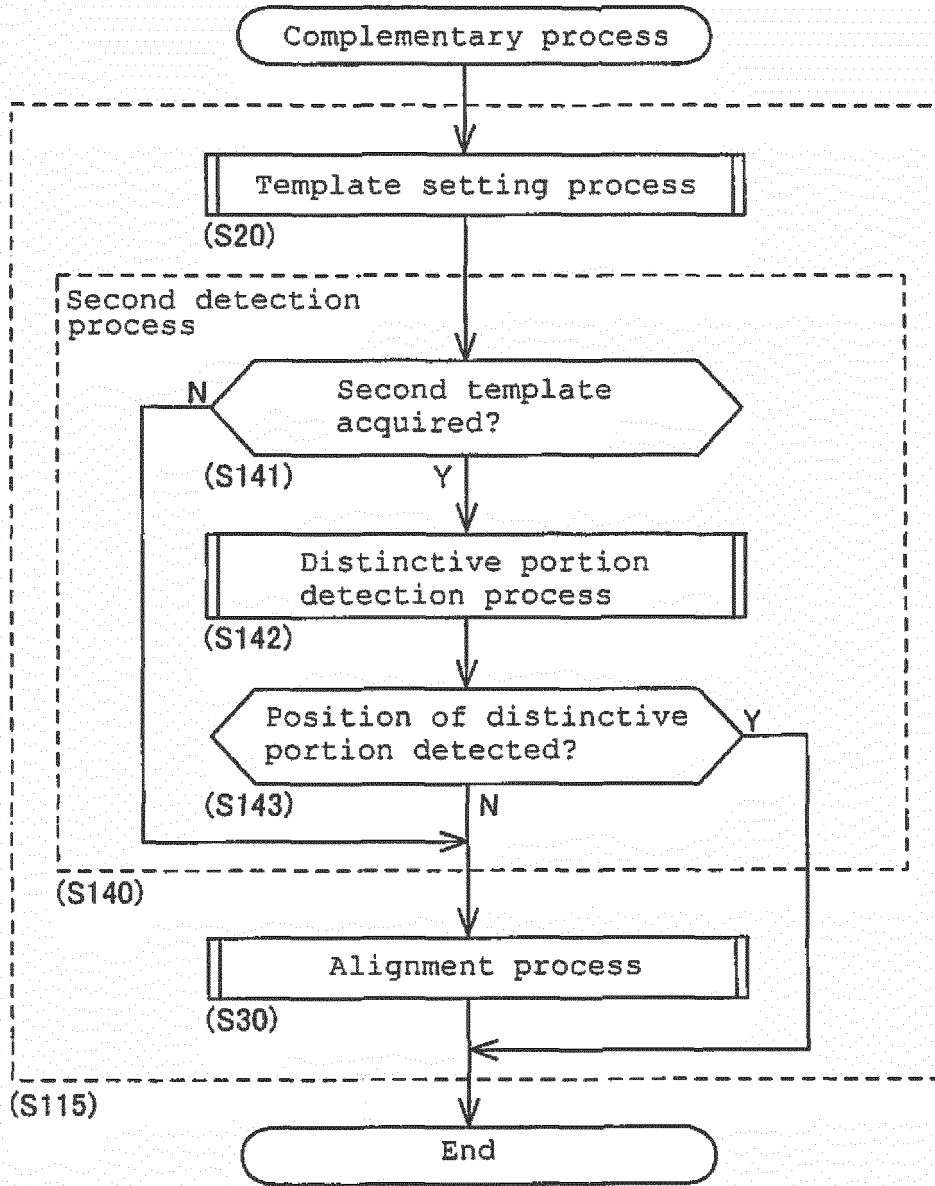 Complementary process
Template setting process
(S20)
Second detection
process
N
Second template
acquired?
(S141)
Y
Distinctive portion
detection process
(S142)
Position of distinctive
portion detected?
Y
(S143)
N
(S140)
Alignment process
(S30)
(S115)
End